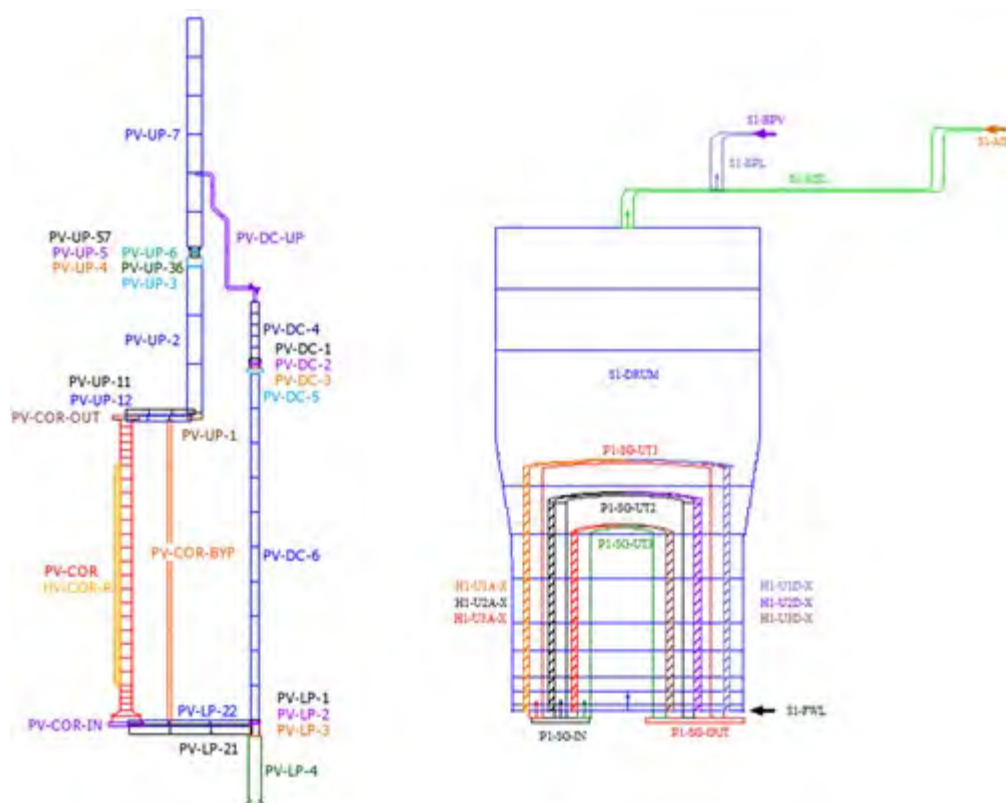 PV-UP-7
PV-DC-UP
PV-UP-57
PV-UP-5 PV-UP-6
PV-UP-4 PV-UP-36
PV-UP-3
PV-UP-2
PV-DC-4
PV-DC-1
PV-DC-2
PV-DC-3
PV-DC-5
PV-UP-11
PV-UP-12
PV-COR-OUT
PV-UP-1
PV-COR-BYP
PV-DC-6
PV-COR
PV-LP-1
PV-LP-22 PV-LP-2
PV-COR-IN PV-LP-3
PV-LP-21
PV-LP-4
S1-DRUM
P1-SG-UT1
P1-SG-UT2
P1-SG-UT3
H1-U1A-X H1-U1D-X
H1-U2A-X H1-U2D-X
H1-U3A-X H1-U3D-X
S1-FWL
P1-SG-IN P1-SG-OUT